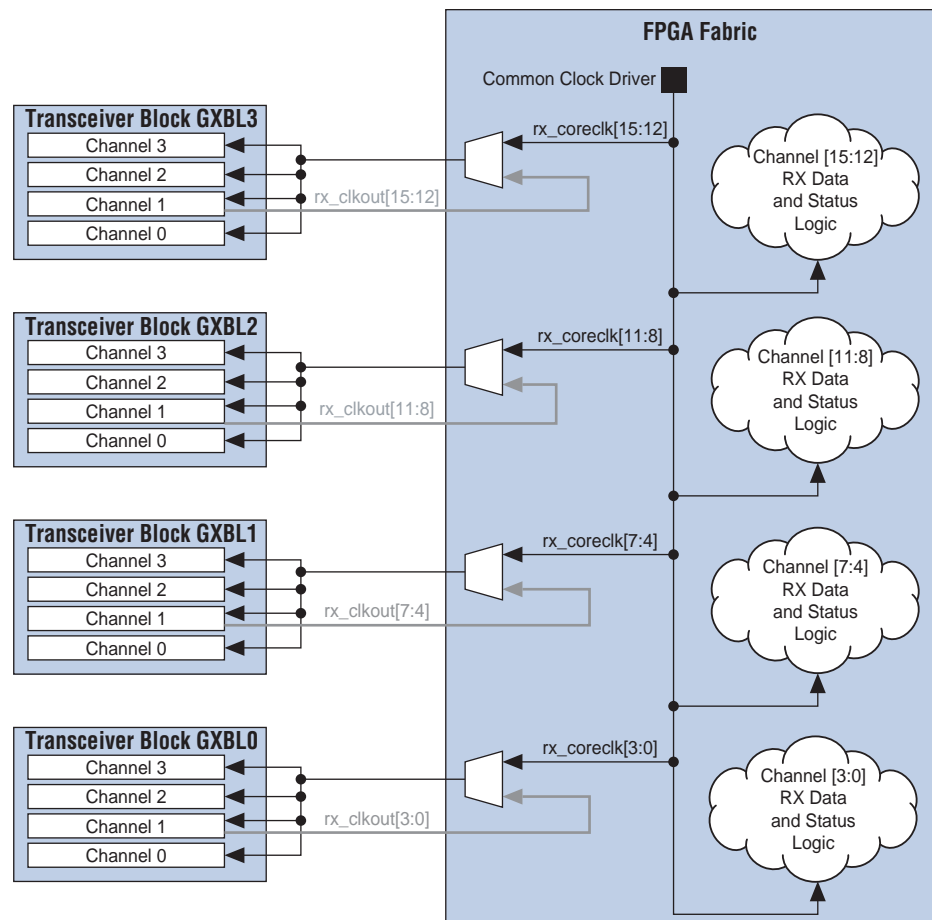 FPGA Fabric
Common Clock Driver
Transceiver Block GXBL3
Channel 3
Channel 2
Channel 1
Channel 0
rx_clkout[15:12]
rx_coreclk[15:12]
Channel [15:12]
RX Data
and Status
Logic
Transceiver Block GXBL2
Channel 3
Channel 2
Channel 1
Channel 0
rx_clkout[11:8]
rx_coreclk[11:8]
Channel [11:8]
RX Data
and Status
Logic
Transceiver Block GXBL1
Channel 3
Channel 2
Channel 1
Channel 0
rx_clkout[7:4]
rx_coreclk[7:4]
Channel [7:4]
RX Data
and Status
Logic
Transceiver Block GXBL0
Channel 3
Channel 2
Channel 1
Channel 0
rx_clkout[3:0]
rx_coreclk[3:0]
Channel [3:0]
RX Data
and Status
Logic